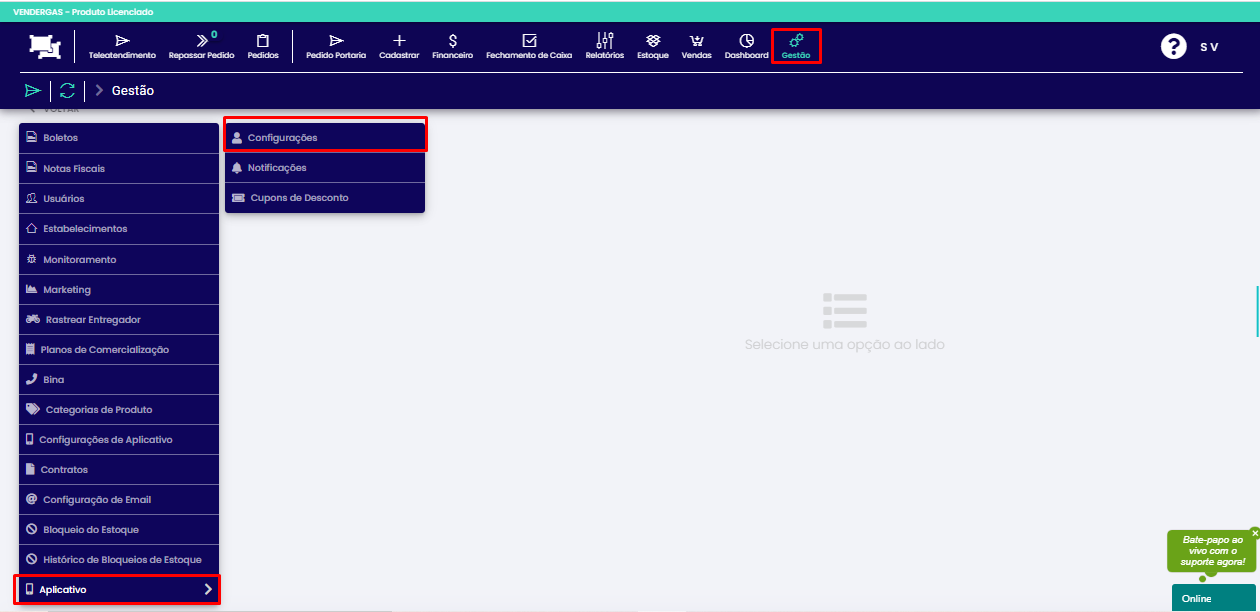 VENDERGAS - Produto Licenciado
Teleatendimento
Repassar Pedido
0
Pedidos
Pedido Portaria
Cadastrar
Financeiro
Fechamento de Caixa
Relatórios
Estoque
Vendas
Dashboard
Gestão
?
S V
Gestão
VOLTAR
Boletos
Notas Fiscais
Usuários
Estabelecimentos
Monitoramento
Marketing
Rastrear Entregador
Planos de Comercialização
Bina
Categorias de Produto
Configurações de Aplicativo
Contratos
Configuração de Email
Bloqueio do Estoque
Histórico de Bloqueios de Estoque
Aplicativo
Configurações
Notificações
Cupons de Desconto
Selecione uma opção ao lado
Bate-papo ao
vivo com o
suporte agora!
Online